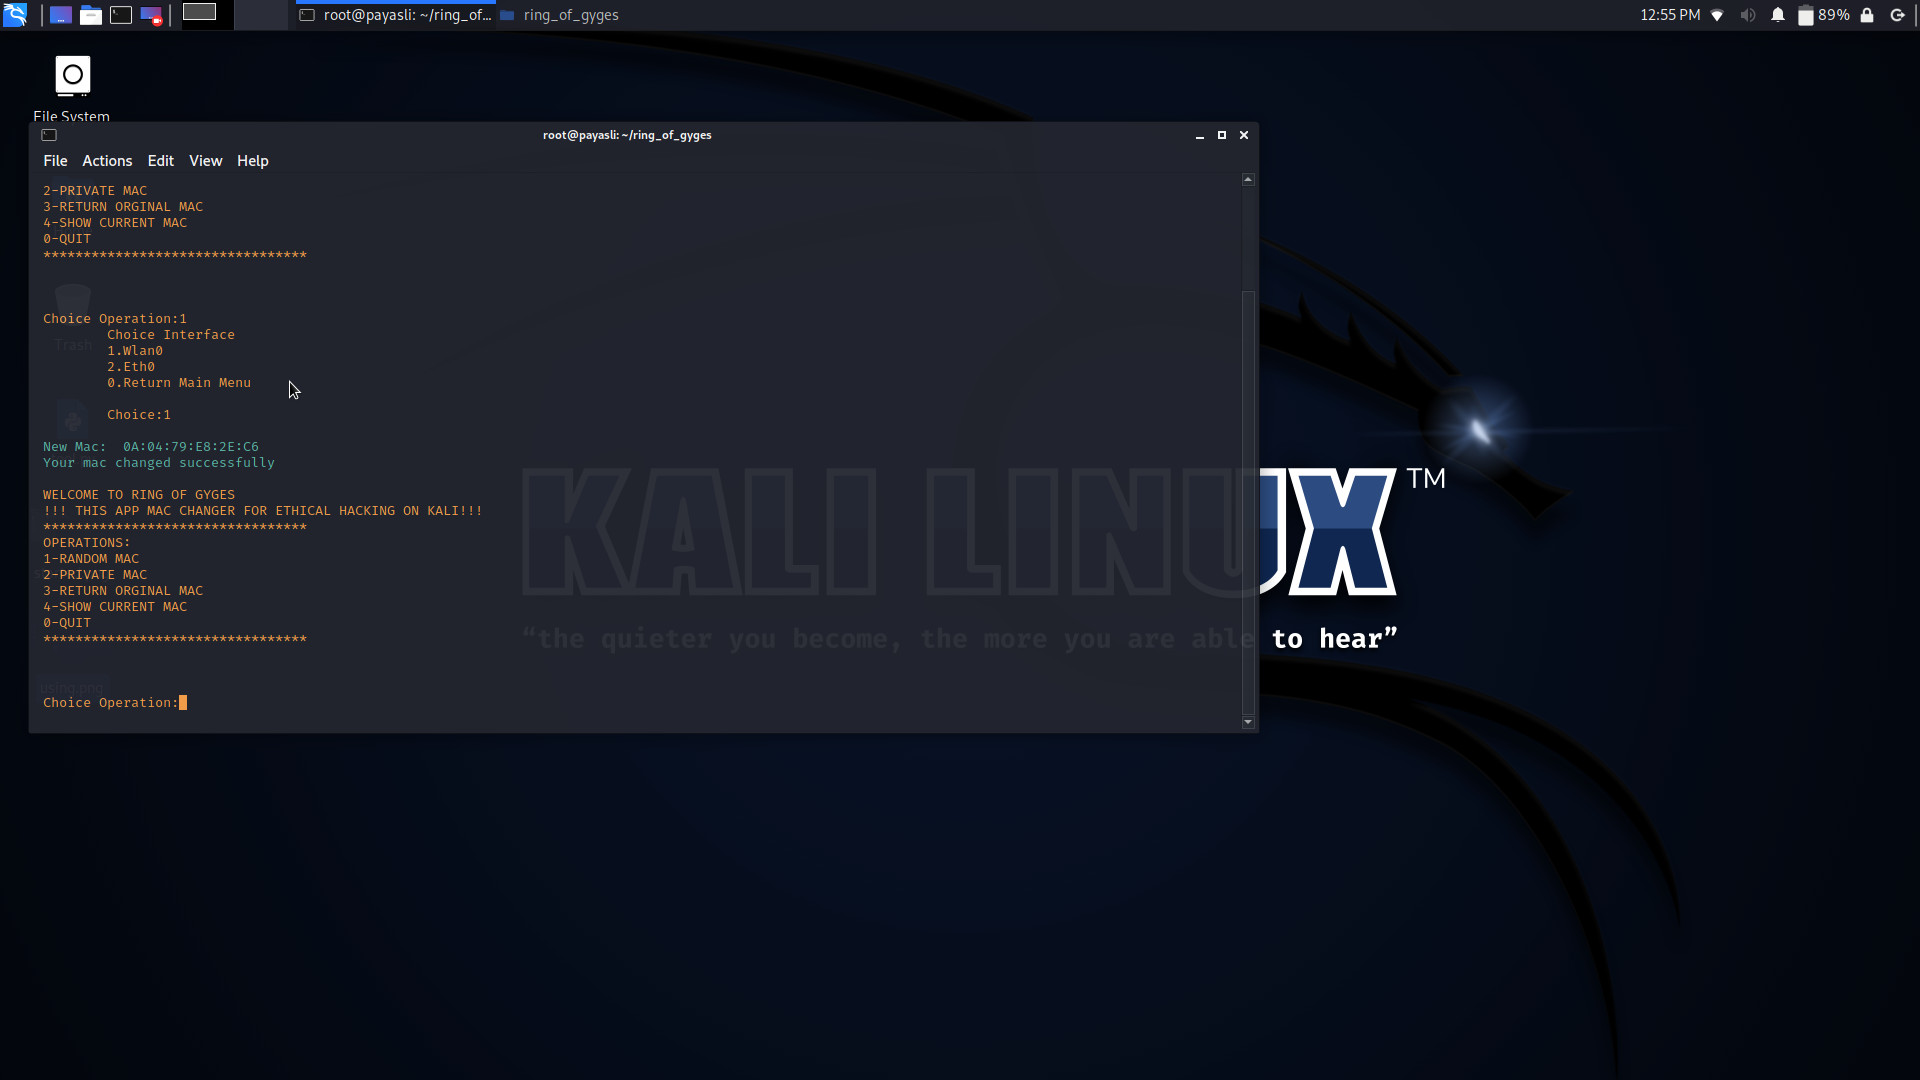 root@payasli: ~/ring_of...
ring_of_gyges
12:55 PM
89%
File System
root@payasli: ~/ring_of_gyges
File Actions Edit View Help
2-PRIVATE MAC
3-RETURN ORGINAL MAC
4-SHOW CURRENT MAC
0-QUIT
*********************************
Choice Operation:1
Choice Interface
Trash
1.Wlan0
2.Eth0
0.Return Main Menu
Choice:1
New Mac:  0A:04:79:E8:2E:C6
Your mac changed successfully
WELCOME TO RING OF GYGES
!!! THIS APP MAC CHANGER FOR ETHICAL HACKING ON KALI!!!
*********************************
OPERATIONS:
1-RANDOM MAC
2-PRIVATE MAC
3-RETURN ORGINAL MAC
4-SHOW CURRENT MAC
0-QUIT
*********************************
using.png
Choice Operation:
KALI LINUX TM
“the quieter you become, the more you are able to hear”